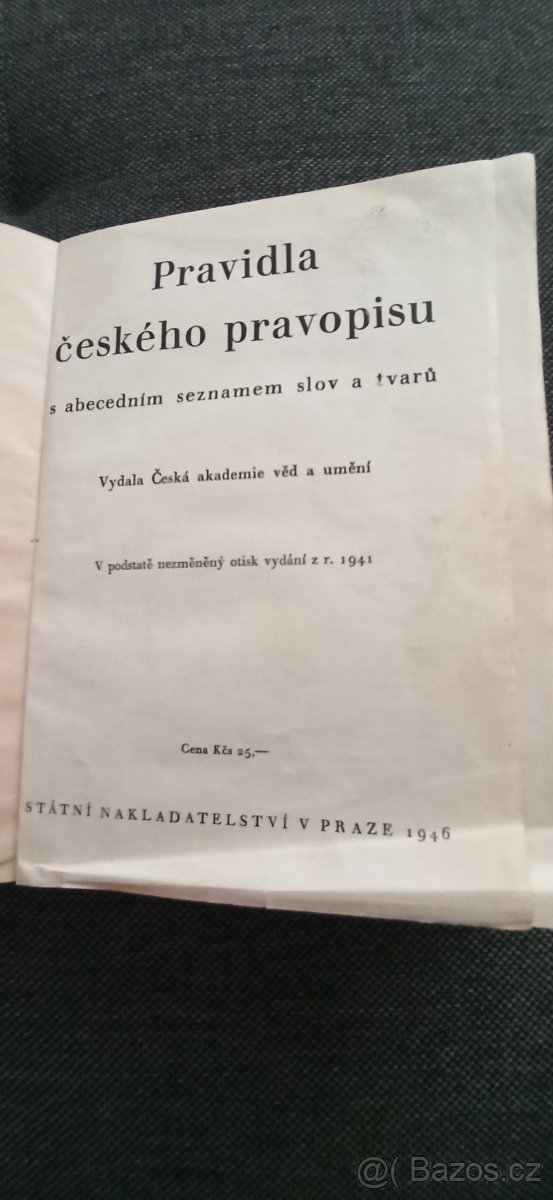 Pravidla
českého pravopisu
s abecedním seznamem slov a tvarů
Vydala Česká akademie věd a umění
V podstatě nezměněný otisk vydání z r. 1941
Cena Kčs 25,—
STÁTNÍ NAKLADATELSTVÍ V PRAZE 1946
@( Bazos.cz